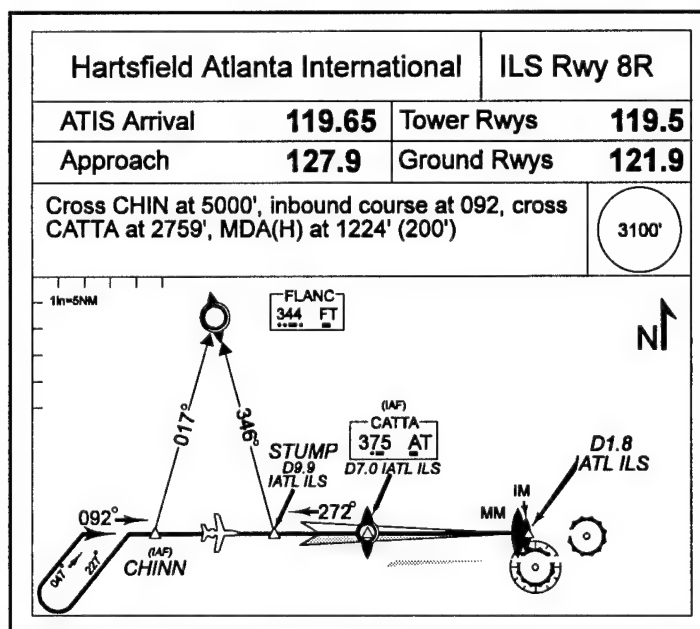 Hartsfield Atlanta International ILS Rwy 8R
ATIS Arrival 119.65 Tower Rwys 119.5
Approach 127.9 Ground Rwys 121.9
Cross CHIN at 5000', inbound course at 092, cross
CATTA at 2759', MDA(H) at 1224' (200')
3100'
1in=5NM
FLANC
344 FT
N
017°
346°
(IAF)
CATTA
375 AT
D7.0 IATL ILS
STUMP
D9.9
IATL ILS
D1.8
IATL ILS
IM
MM
092°
272°
(IAF)
CHINN
047°
227°